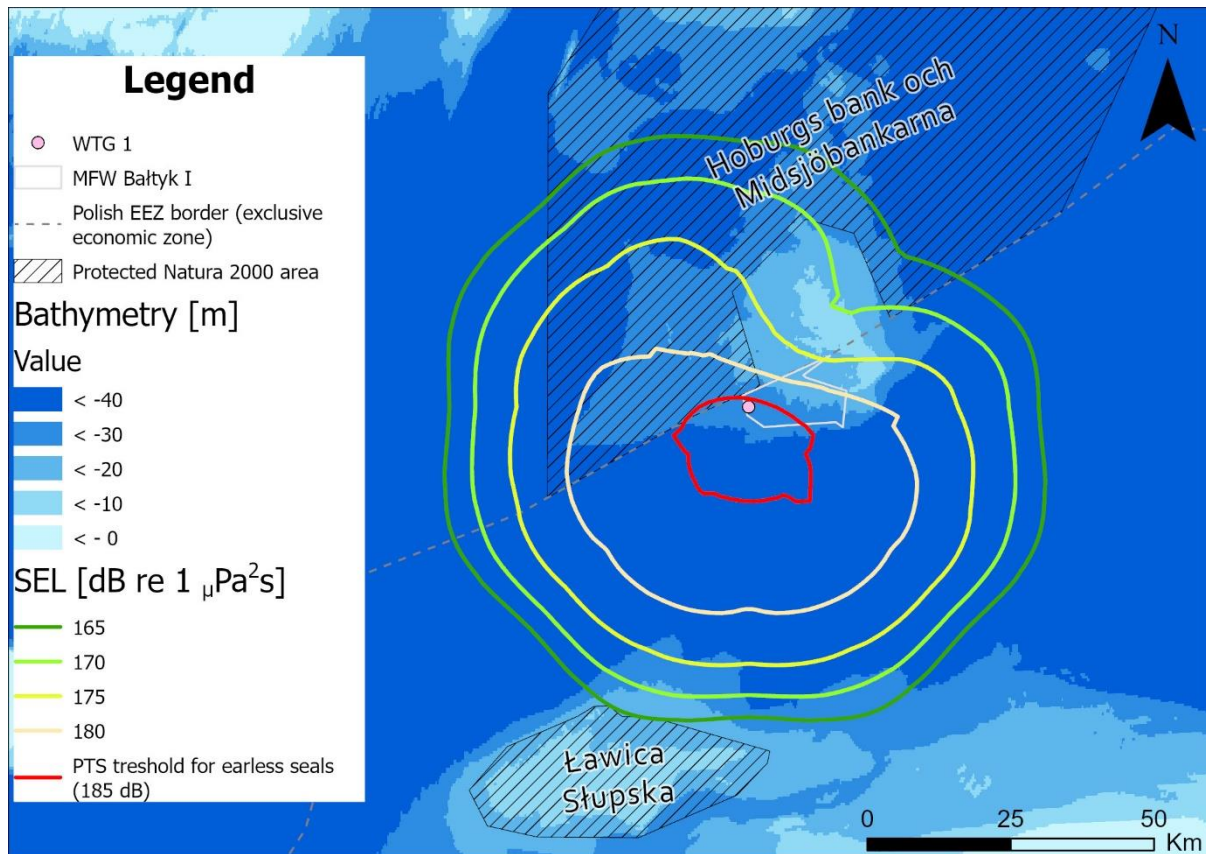 Legend
WTG 1
MFW Bałtyk I
Polish EEZ border (exclusive
economic zone)
Protected Natura 2000 area
Bathymetry [m]
Value
< -40
< -30
< -20
< -10
< - 0
SEL [dB re 1 µPa²s]
165
170
175
180
PTS treshold for earless seals
(185 dB)
Hoburgs bank och
Midsjöbankarna
N
Ławica
Słupska
0 25 50
Km